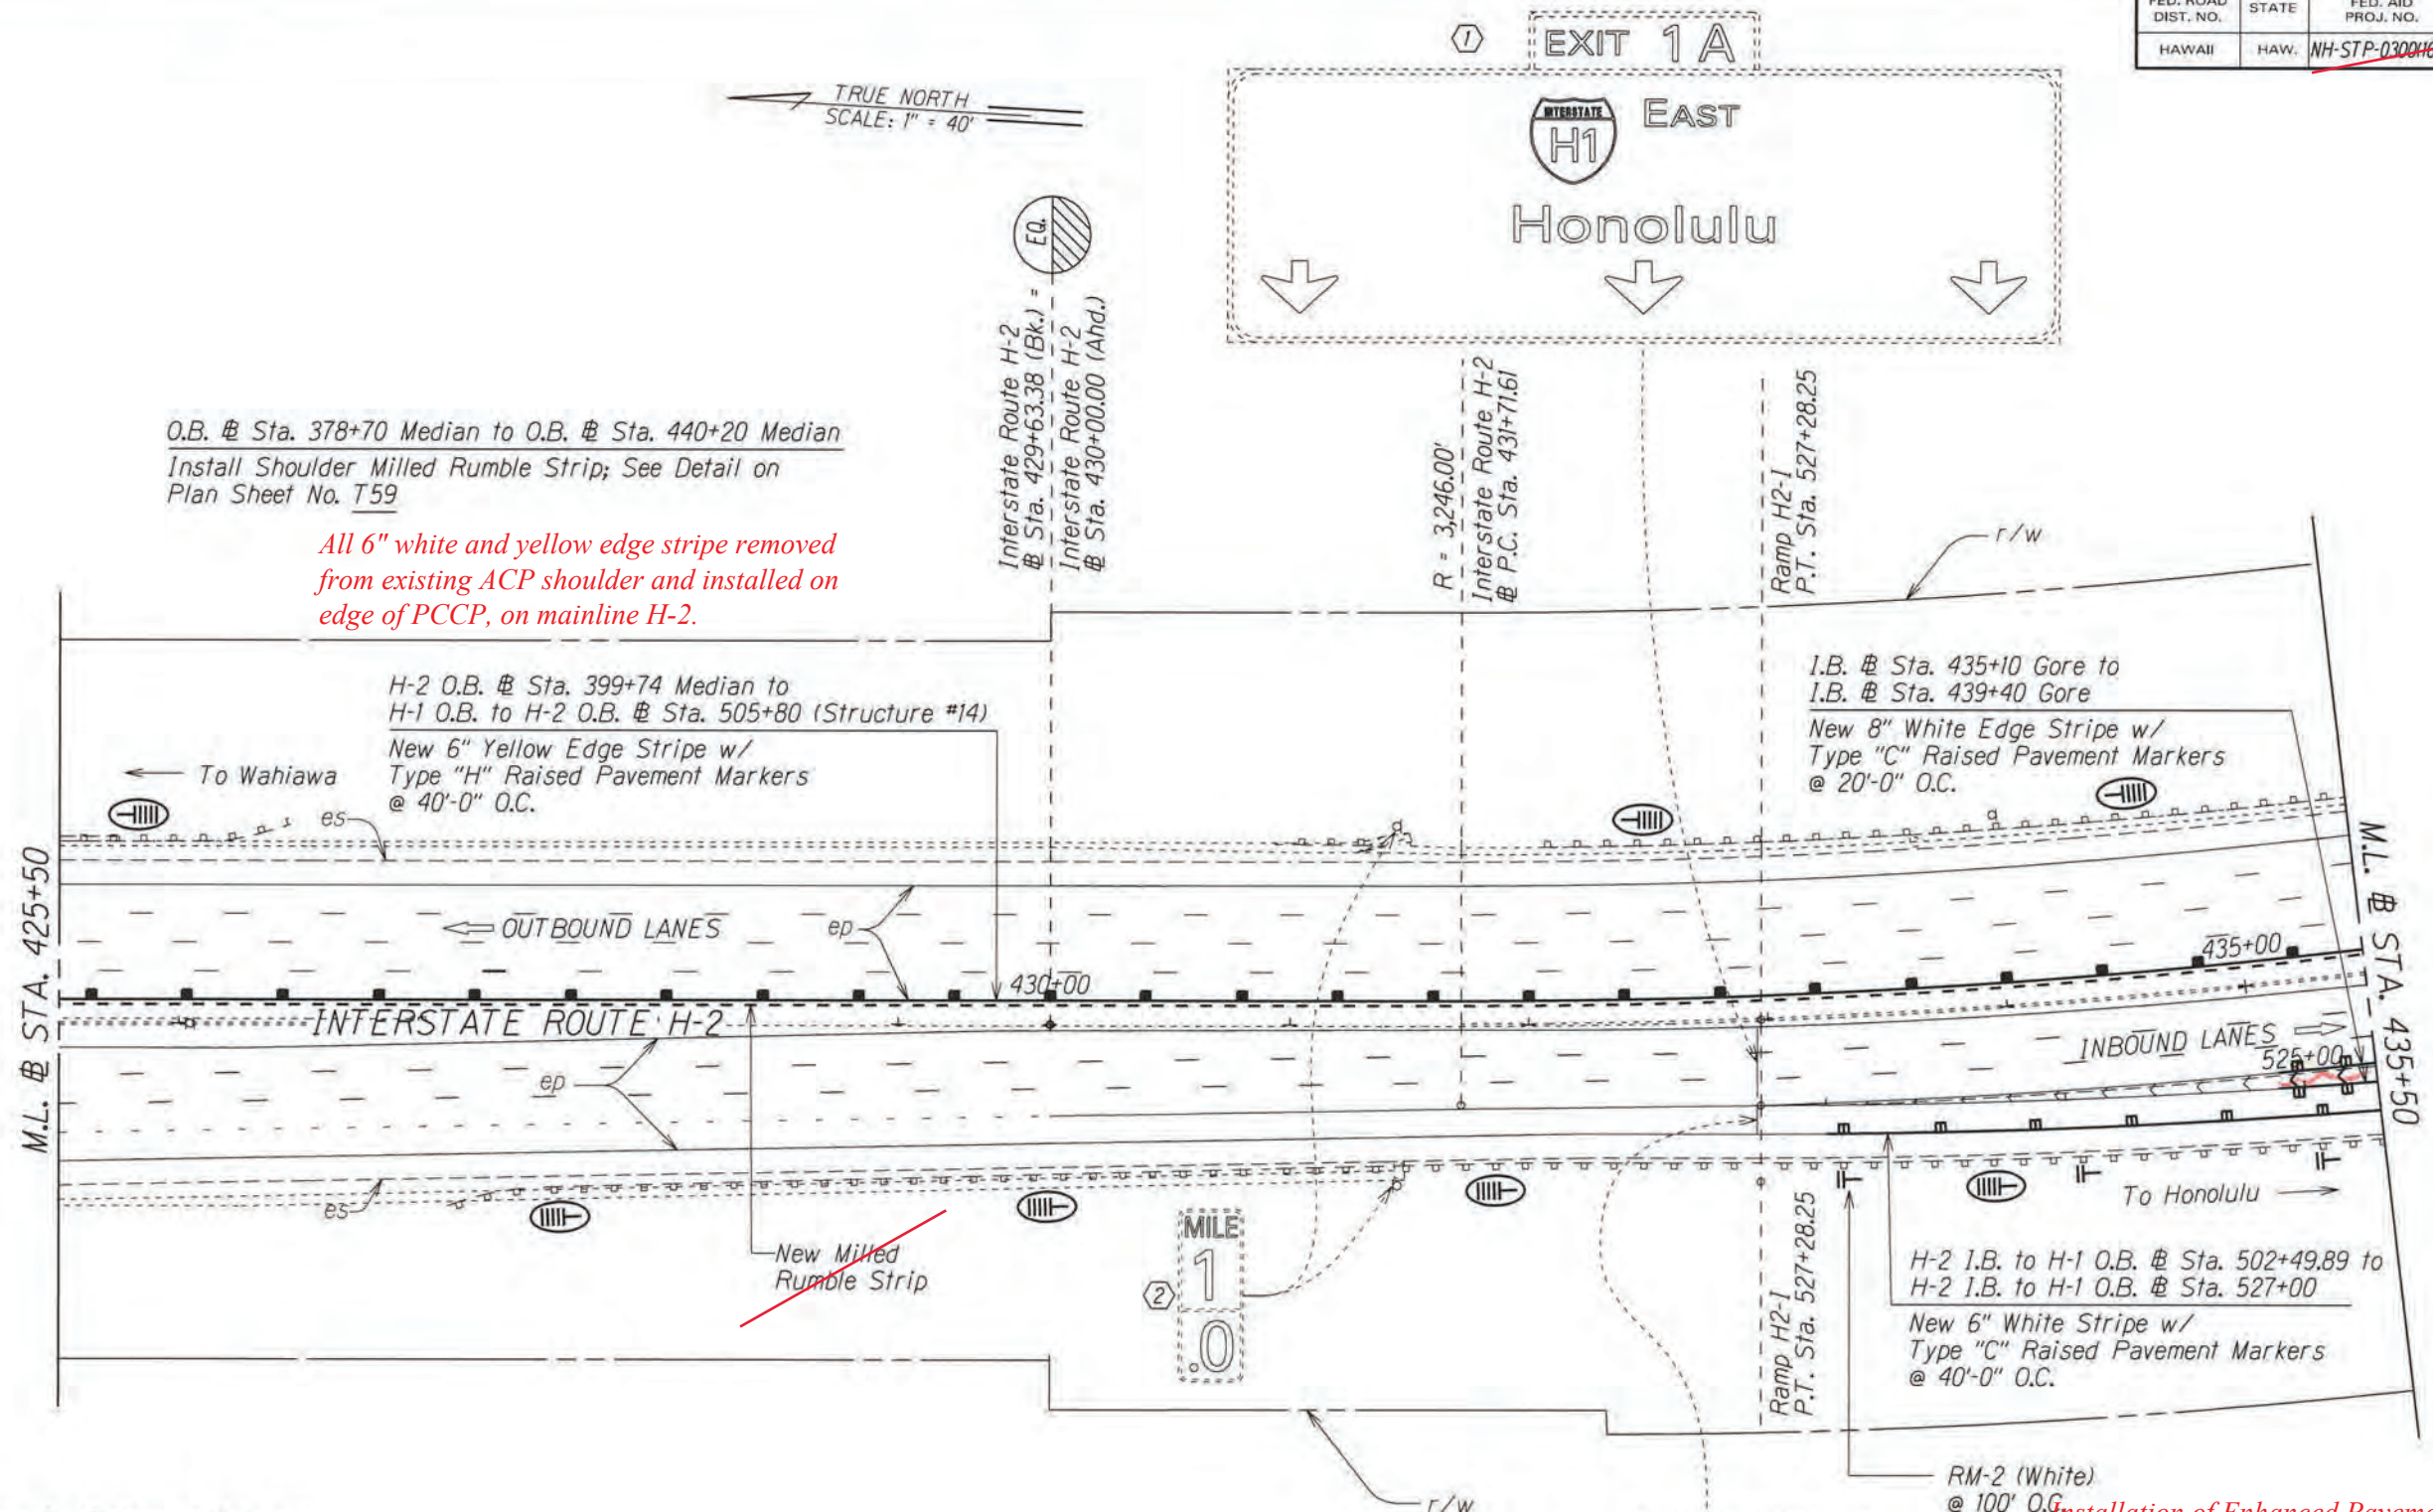 FED. ROAD
DIST. NO.
STATE
FED. AID
PROJ. NO.
HAWAII
HAW.
1
EXIT 1A
INTERSTATE
H1
EAST
Honolulu
TRUE NORTH
SCALE: 1" = 40'
EQ.
Interstate Route H-2
℄ Sta. 429+63.38 (Bk.) =
Interstate Route H-2
℄ Sta. 430+00.00 (Ahd.)
R = 3,246.00'
Interstate Route H-2
℄ P.C. Sta. 431+71.61
Ramp H2-1
P.T. Sta. 527+28.25
O.B. ℄ Sta. 378+70 Median to O.B. ℄ Sta. 440+20 Median
Install Shoulder Milled Rumble Strip; See Detail on
Plan Sheet No. T59
All 6" white and yellow edge stripe removed
from existing ACP shoulder and installed on
edge of PCCP, on mainline H-2.
r/w
H-2 O.B. ℄ Sta. 399+74 Median to
H-1 O.B. to H-2 O.B. ℄ Sta. 505+80 (Structure #14)
New 6" Yellow Edge Stripe w/
Type "H" Raised Pavement Markers
@ 40'-0" O.C.
I.B. ℄ Sta. 435+10 Gore to
I.B. ℄ Sta. 439+40 Gore
New 8" White Edge Stripe w/
Type "C" Raised Pavement Markers
@ 20'-0" O.C.
To Wahiawa
es
M.L. ℄ STA. 425+50
OUTBOUND LANES
ep
430+00
435+00
M.L. ℄ STA. 435+50
INTERSTATE ROUTE H-2
INBOUND LANES
525+00
ep
es
To Honolulu
New Milled
Rumble Strip
2
MILE
1
.0
Ramp H2-1
P.T. Sta. 527+28.25
H-2 I.B. to H-1 O.B. ℄ Sta. 502+49.89 to
H-2 I.B. to H-1 O.B. ℄ Sta. 527+00
New 6" White Stripe w/
Type "C" Raised Pavement Markers
@ 40'-0" O.C.
r/w
RM-2 (White)
@ 100' O.C.
Installation of Enhanced